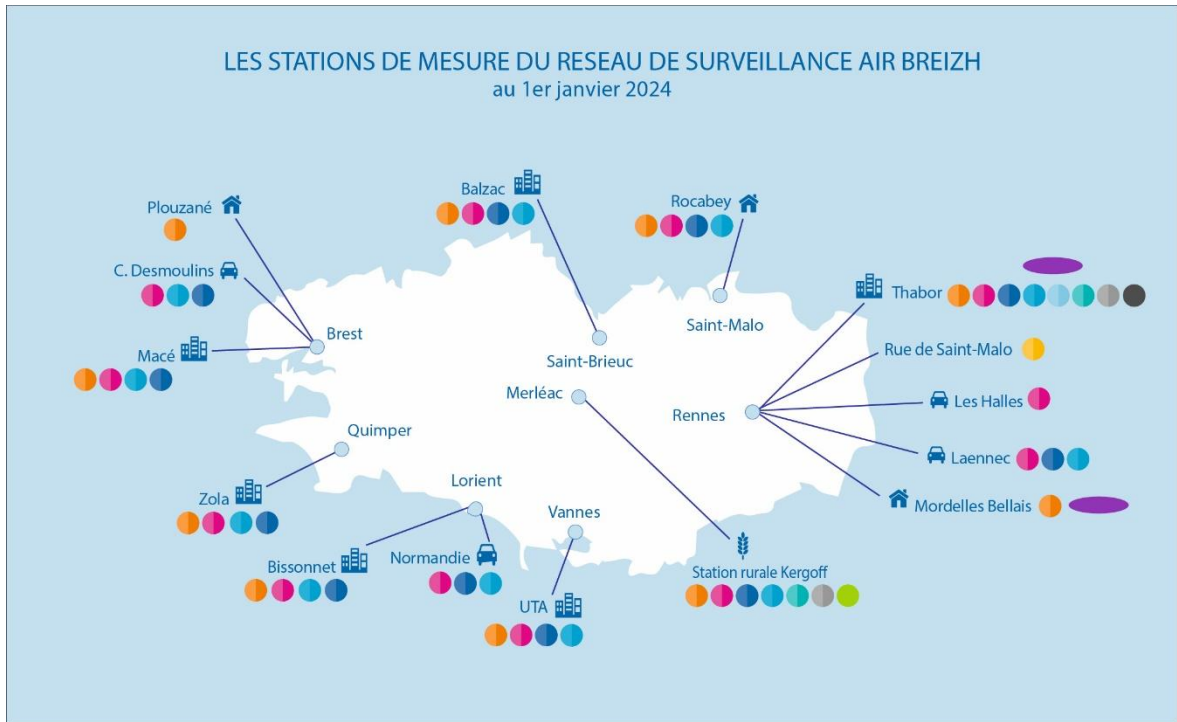 LES STATIONS DE MESURE DU RESEAU DE SURVEILLANCE AIR BREIZH
au 1er janvier 2024
Balzac
Rocabey
Plouzané
C. Desmoulins
Macé
Brest
Saint-Brieuc
Saint-Malo
Thabor
Rue de Saint-Malo
Merléac
Les Halles
Rennes
Quimper
Laennec
Lorient
Zola
Vannes
Mordelles Bellais
Bissonnet
Normandie
Station rurale Kergoff
UTA